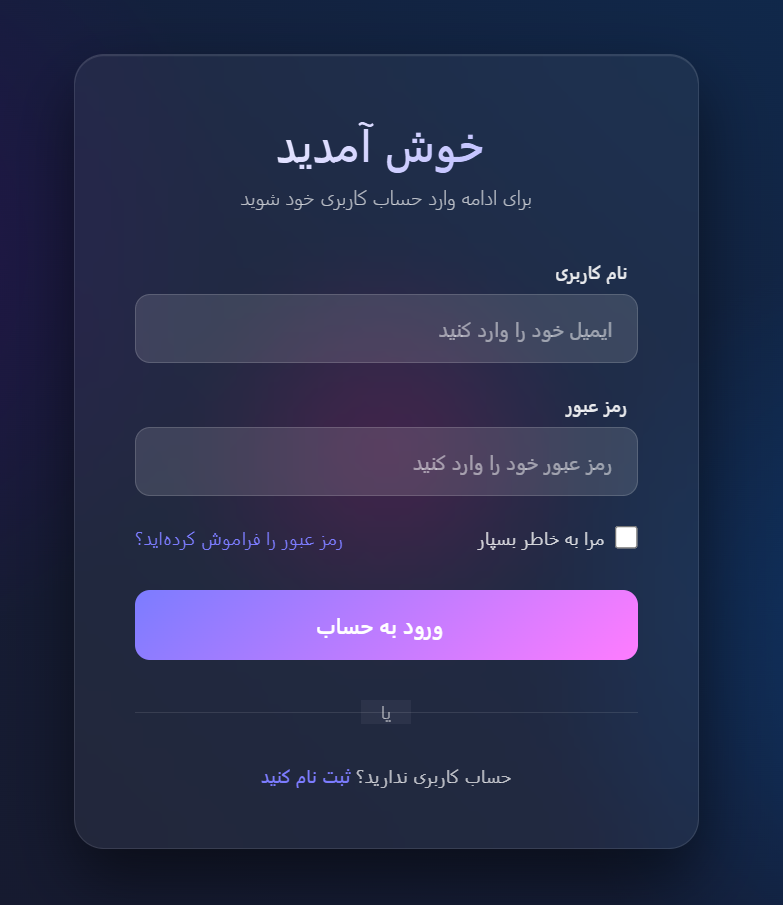 خوش آمدید
برای ادامه وارد حساب کاربری خود شوید
نام کاربری
ایمیل خود را وارد کنید
رمز عبور
رمز عبور خود را وارد کنید
مرا به خاطر بسپار
رمز عبور را فراموش کرده‌اید؟
ورود به حساب
یا
حساب کاربری ندارید؟ ثبت نام کنید